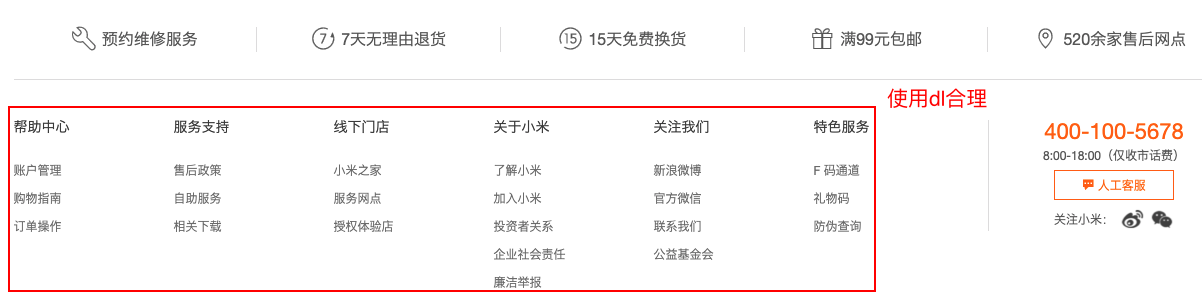 预约维修服务 7天无理由退货 15天免费换货 满99元包邮 520余家售后网点
使用dl合理
帮助中心 服务支持 线下门店 关于小米 关注我们 特色服务
账户管理 售后政策 小米之家 了解小米 新浪微博 F 码通道
购物指南 自助服务 服务网点 加入小米 官方微信 礼物码
订单操作 相关下载 授权体验店 投资者关系 联系我们 防伪查询
企业社会责任 公益基金会
廉洁举报
400-100-5678
8:00-18:00（仅收市话费）
人工客服
关注小米：